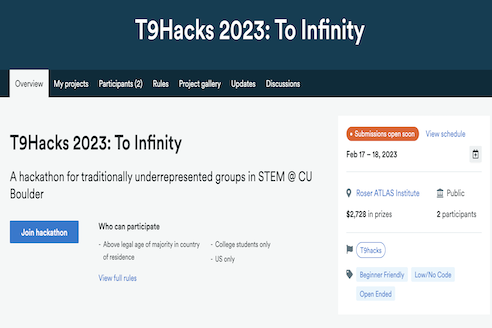 T9Hacks 2023: To Infinity
Overview My projects Participants (2) Rules Project gallery Updates Discussions
T9Hacks 2023: To Infinity
A hackathon for traditionally underrepresented groups in STEM @ CU
Boulder
Join hackathon
Who can participate
- Above legal age of majority in country
of residence
- College students only
- US only
View full rules
Submissions open soon View schedule
Feb 17 – 18, 2023
Roser ATLAS Institute Public
$2,728 in prizes 2 participants
T9hacks
Beginner Friendly Low/No Code
Open Ended